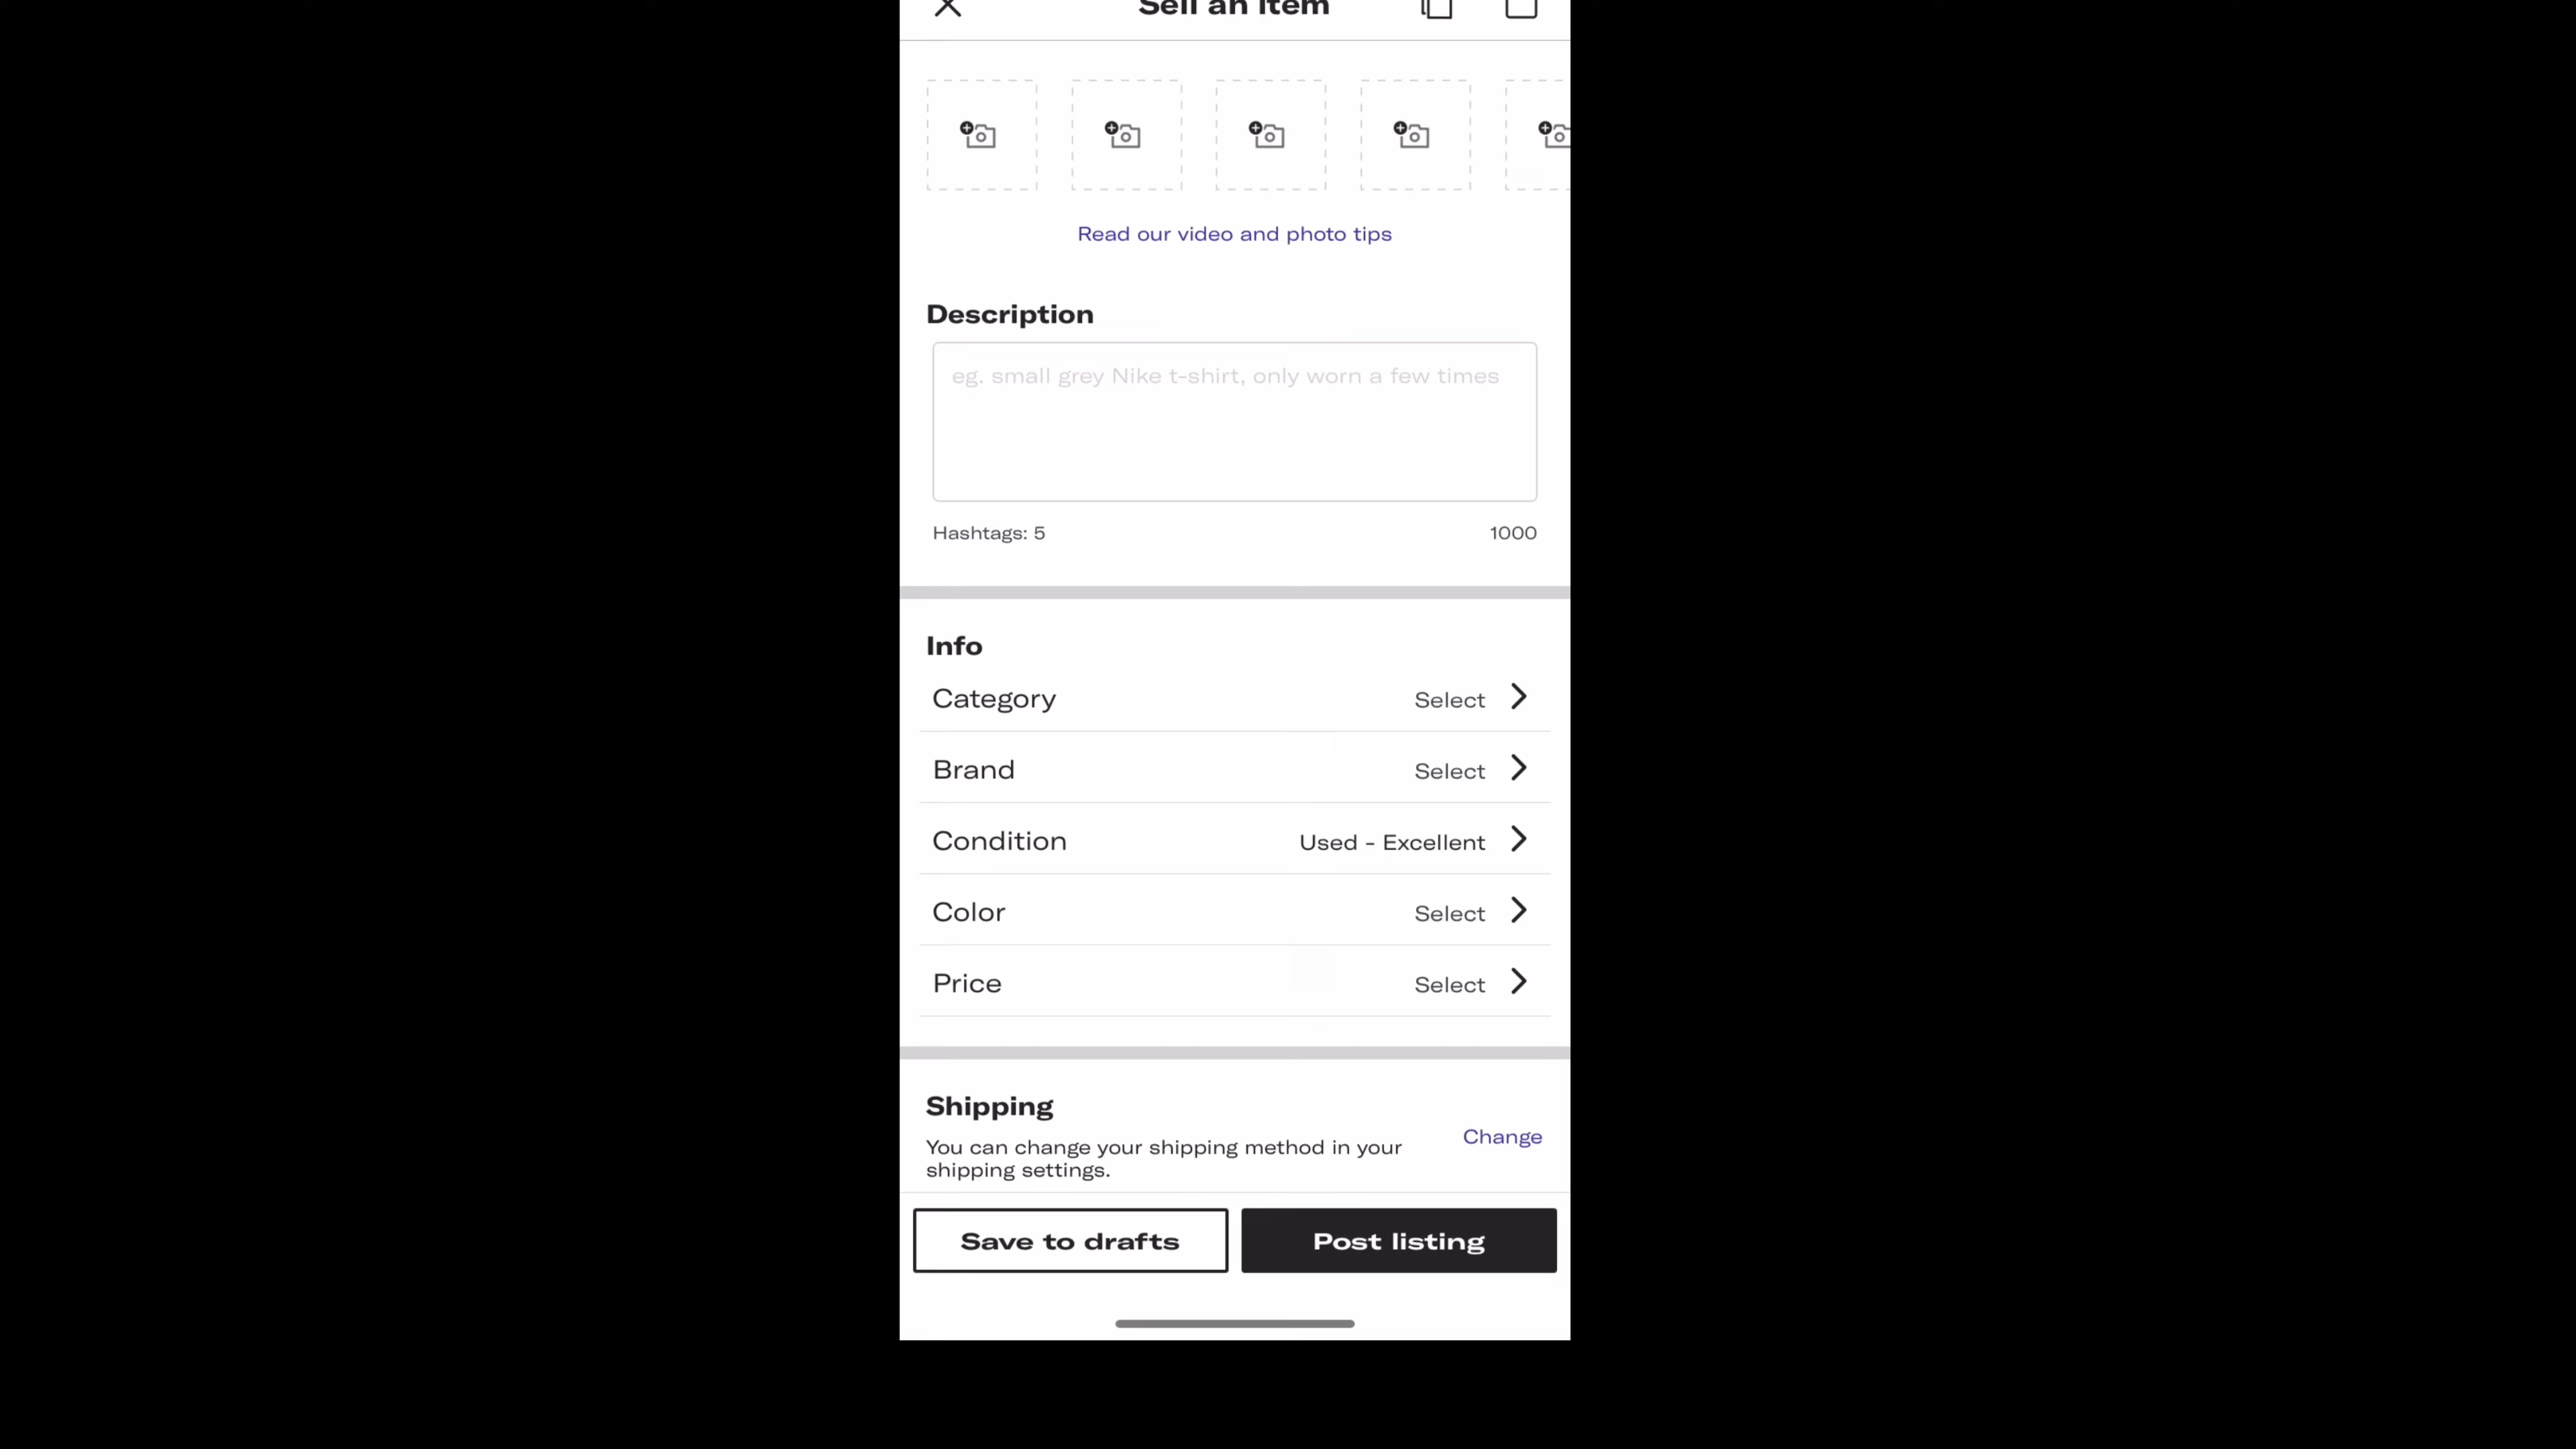 Sell an item
Read our video and photo tips
Description
eg. small grey Nike t-shirt, only worn a few times
Hashtags: 5
1000
Info
Category
Select
Brand
Select
Condition
Used - Excellent
Color
Select
Price
Select
Shipping
You can change your shipping method in your
shipping settings.
Change
Save to drafts
Post listing